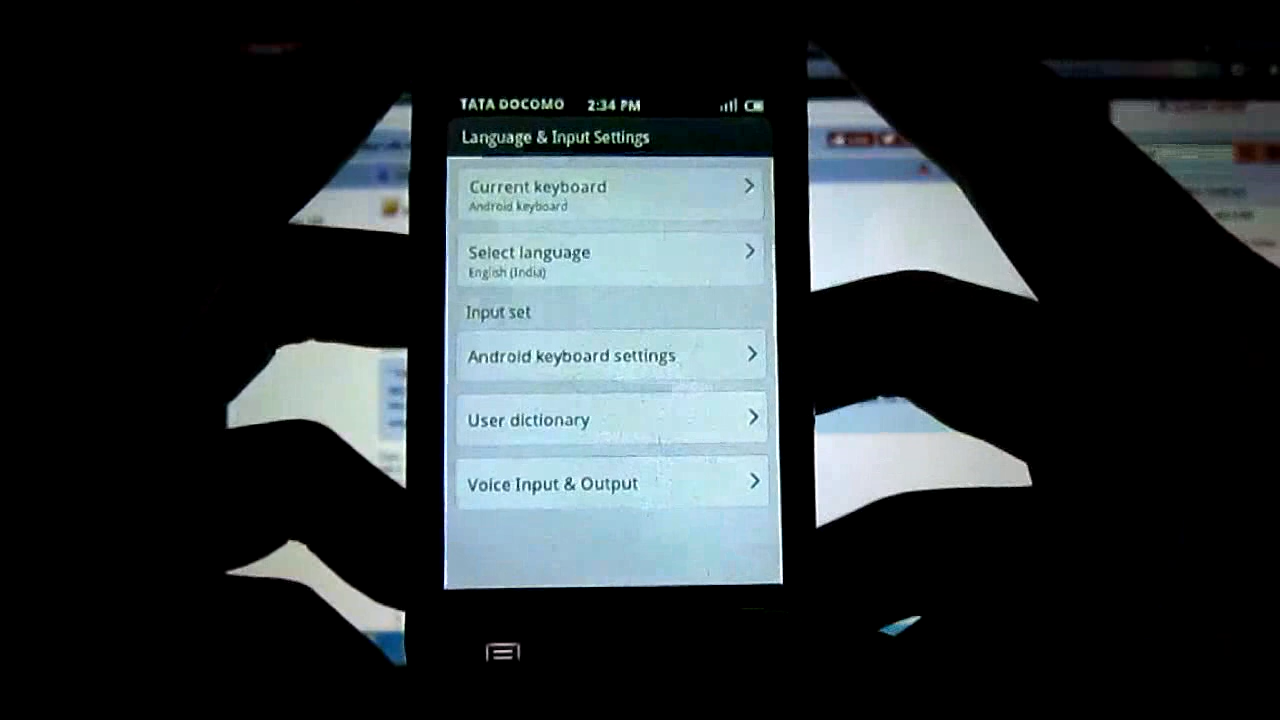 TATA DOCOMO 2:34 PM
Language & Input Settings
Current keyboard
Android keyboard
Select language
English (India)
Input set
Android keyboard settings
User dictionary
Voice Input & Output